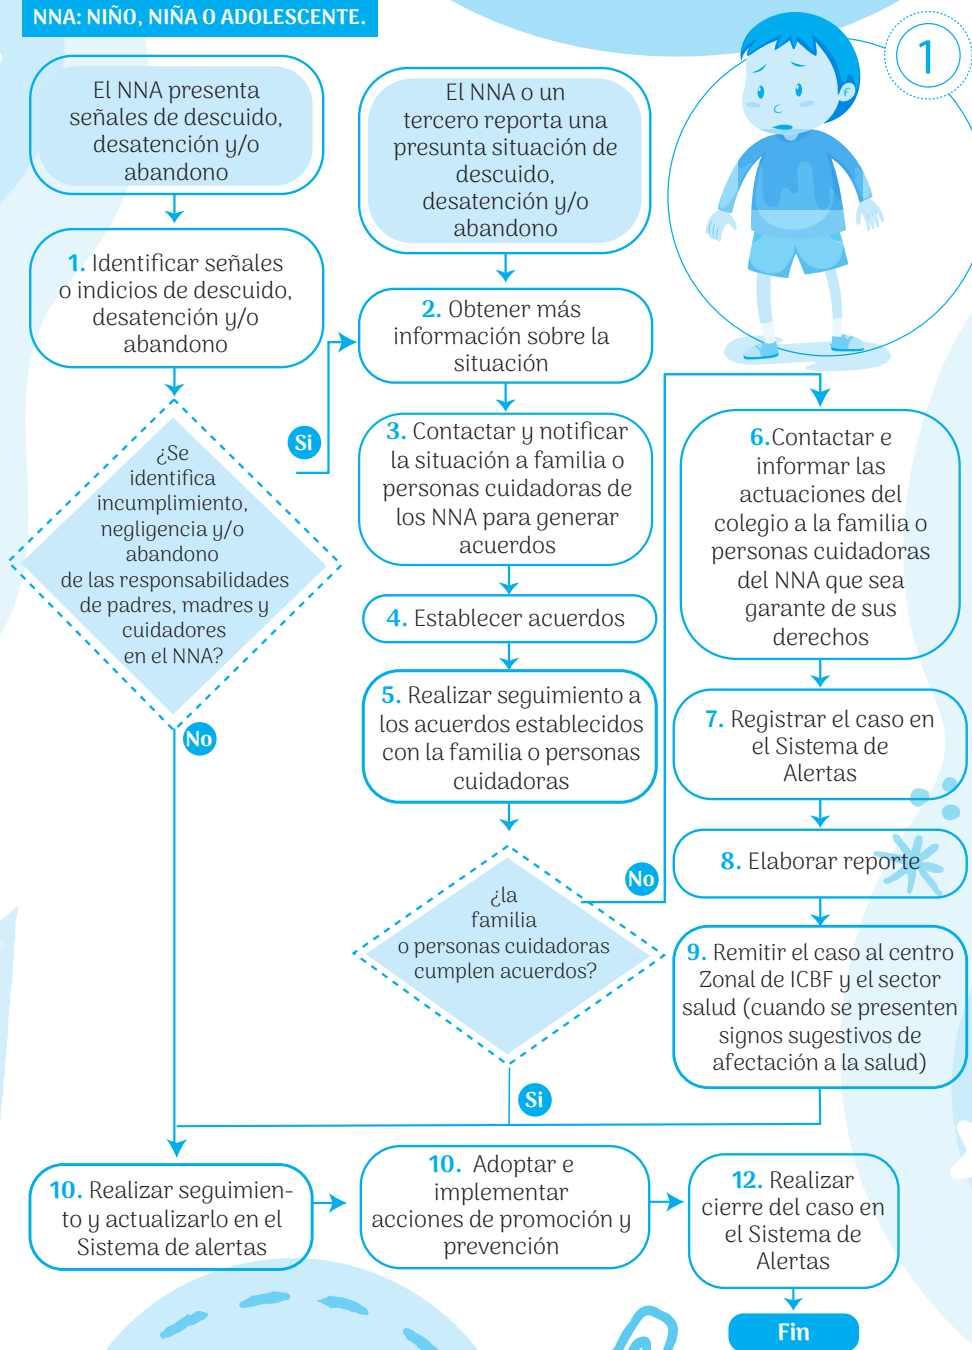 NNA: NIÑO, NIÑA O ADOLESCENTE.
1
El NNA presenta
señales de descuido,
desatención y/o
abandono
El NNA o un
tercero reporta una
presunta situación de
descuido,
desatención y/o
abandono
1. Identificar señales
o indicios de descuido,
desatención y/o
abandono
2. Obtener más
información sobre la
situación
¿Se
identifica
incumplimiento,
negligencia y/o
abandono
de las responsabilidades
de padres, madres y
cuidadores
en el NNA?
Si
No
3. Contactar y notificar
la situación a familia o
personas cuidadoras de
los NNA para generar
acuerdos
4. Establecer acuerdos
5. Realizar seguimiento a
los acuerdos establecidos
con la familia o personas
cuidadoras
¿la
familia
o personas cuidadoras
cumplen acuerdos?
No
Si
6.Contactar e
informar las
actuaciones del
colegio a la familia o
personas cuidadoras
del NNA que sea
garante de sus
derechos
7. Registrar el caso en
el Sistema de
Alertas
8. Elaborar reporte
9. Remitir el caso al centro
Zonal de ICBF y el sector
salud (cuando se presenten
signos sugestivos de
afectación a la salud)
10. Realizar seguimien-
to y actualizarlo en el
Sistema de alertas
10. Adoptar e
implementar
acciones de promoción y
prevención
12. Realizar
cierre del caso en
el Sistema de
Alertas
Fin